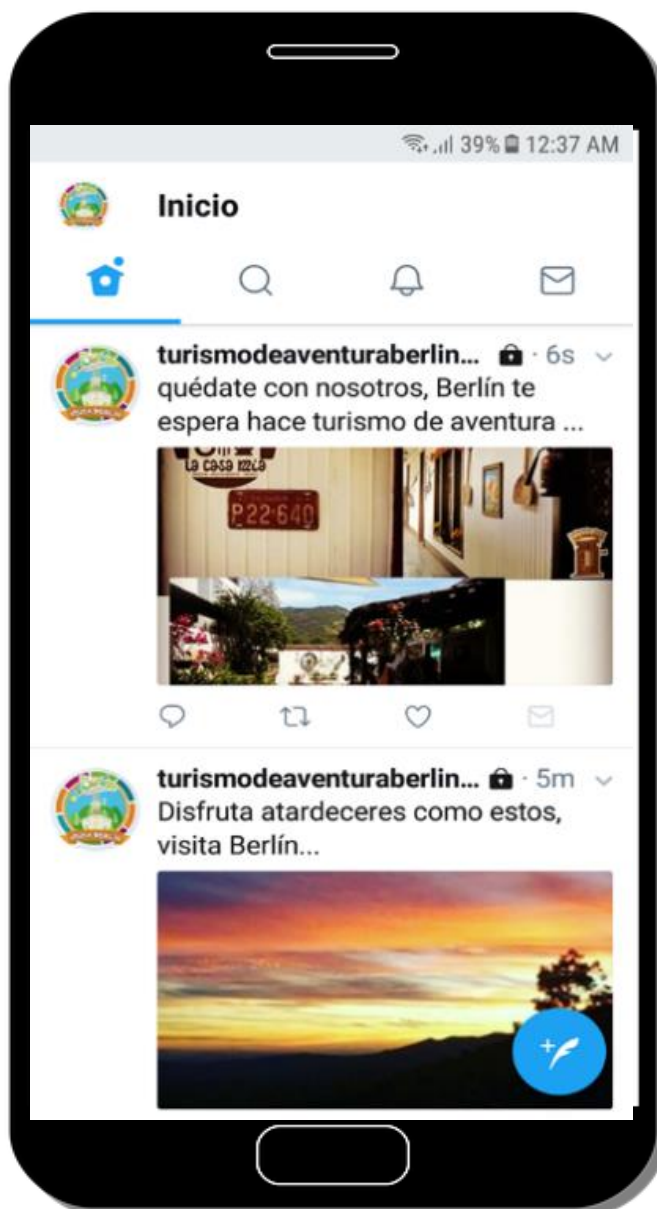 39% 12:37 AM
Inicio
turismodeaventuraberlin... · 6s
quédate con nosotros, Berlín te
espera hace turismo de aventura ...
La casa mia
P22·640
turismodeaventuraberlin... · 5m
Disfruta atardeceres como estos,
visita Berlín...